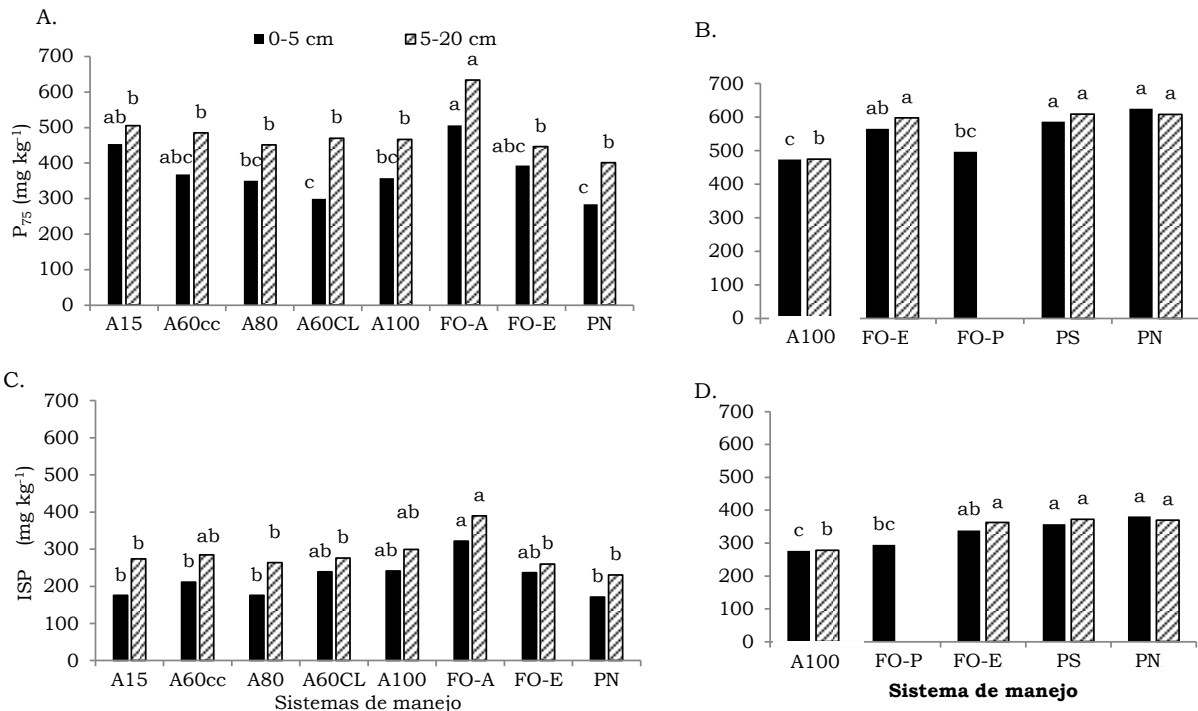 A.
0-5 cm 5-20 cm
700
600
500
400
300
200
100
0
P75 (mg kg-1)
ab b
abc b
bc b
c b
bc b
a a
abc b
c b
A15 A60cc A80 A60CL A100 FO-A FO-E PN
B.
700
600
500
400
300
200
100
0
c b
ab a
bc
a a
a a
A100 FO-E FO-P PS PN
C.
700
600
500
400
300
200
100
0
ISP (mg kg-1)
b b
b ab
b b
ab b
ab ab
a a
ab b
b b
A15 A60cc A80 A60CL A100 FO-A FO-E PN
Sistemas de manejo
D.
700
600
500
400
300
200
100
0
c b
bc
ab a
a a
a a
A100 FO-P FO-E PS PN
Sistema de manejo